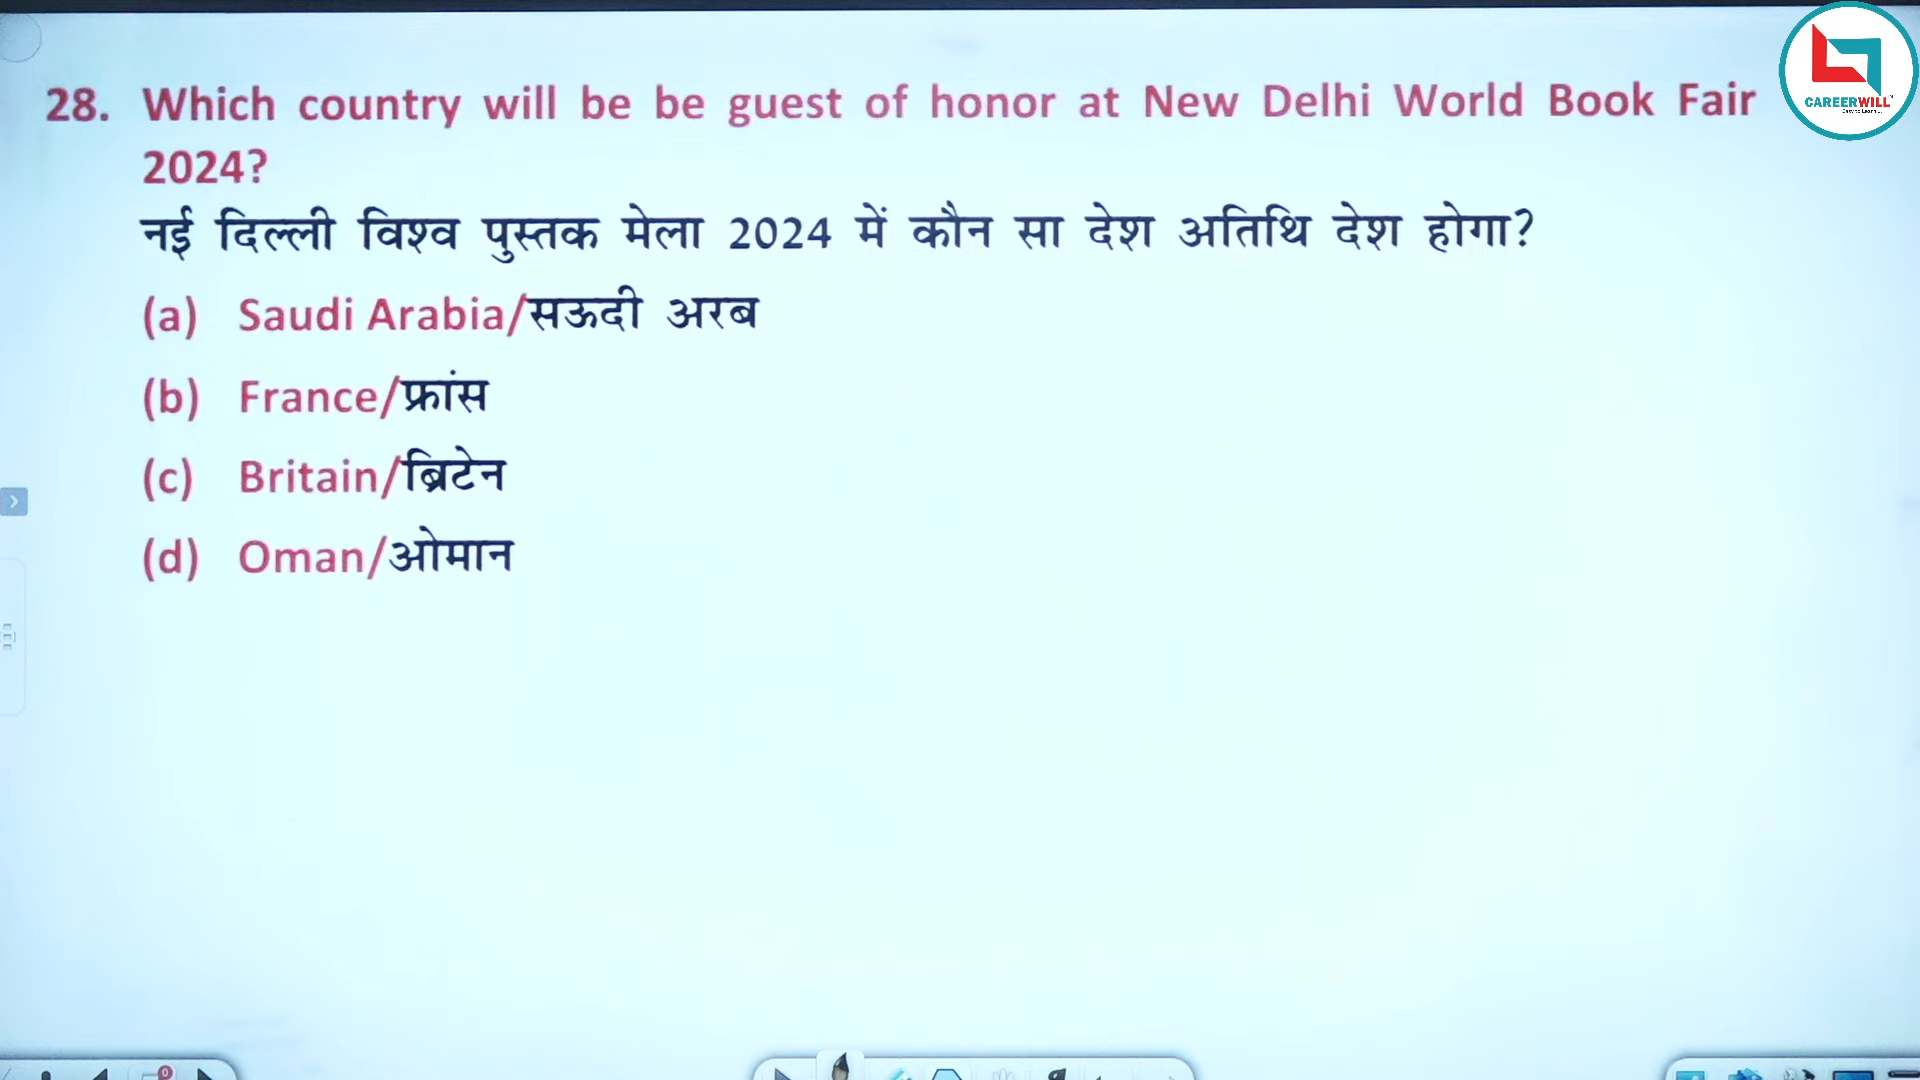 28. Which country will be be guest of honor at New Delhi World Book Fair
2024?
नई दिल्ली विश्व पुस्तक मेला 2024 में कौन सा देश अतिथि देश होगा?
(a) Saudi Arabia/सऊदी अरब
(b) France/फ्रांस
(c) Britain/ब्रिटेन
(d) Oman/ओमान
CAREERWILL
0